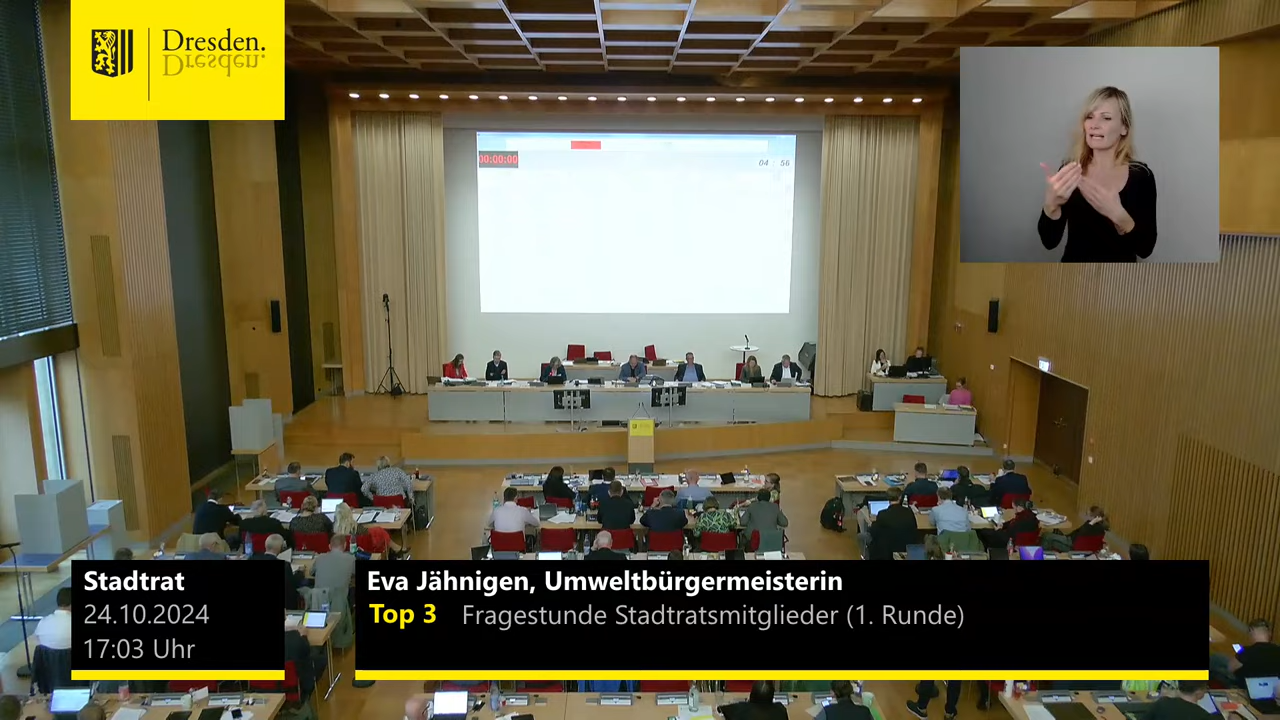 Dresden.
00:00:00
04 : 56
Stadtrat
24.10.2024
17:03 Uhr
Eva Jähnigen, Umweltbürgermeisterin
Top 3 Fragestunde Stadtratsmitglieder (1. Runde)